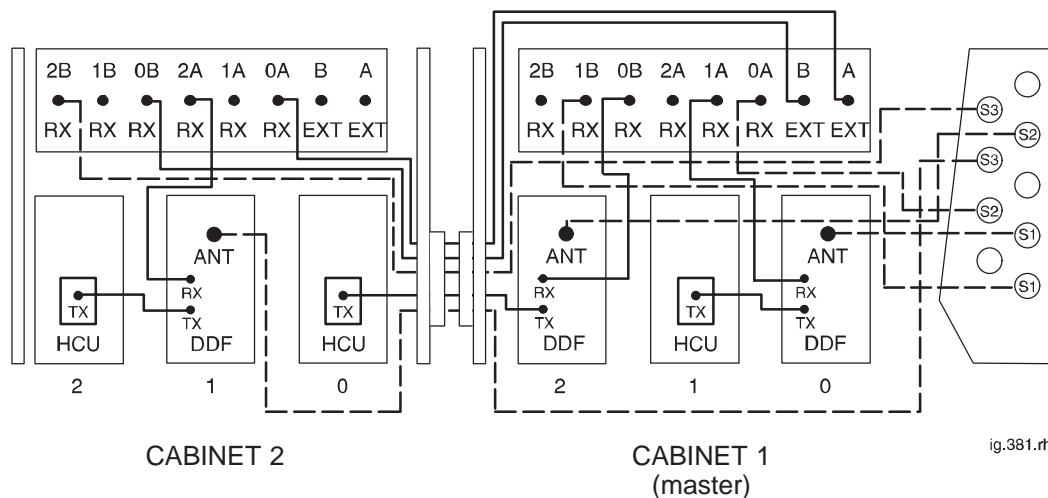 2B 1B 0B 2A 1A 0A B A
RX RX RX RX RX RX EXT EXT
2B 1B 0B 2A 1A 0A B A
RX RX RX RX RX RX EXT EXT
S3
S2
S3
S2
S1
S1
TX
HCU
2
ANT
RX
TX
DDF
1
TX
HCU
0
ANT
RX
TX
DDF
2
TX
HCU
1
ANT
RX
TX
DDF
0
CABINET 2
CABINET 1
(master)
ig.381.rh